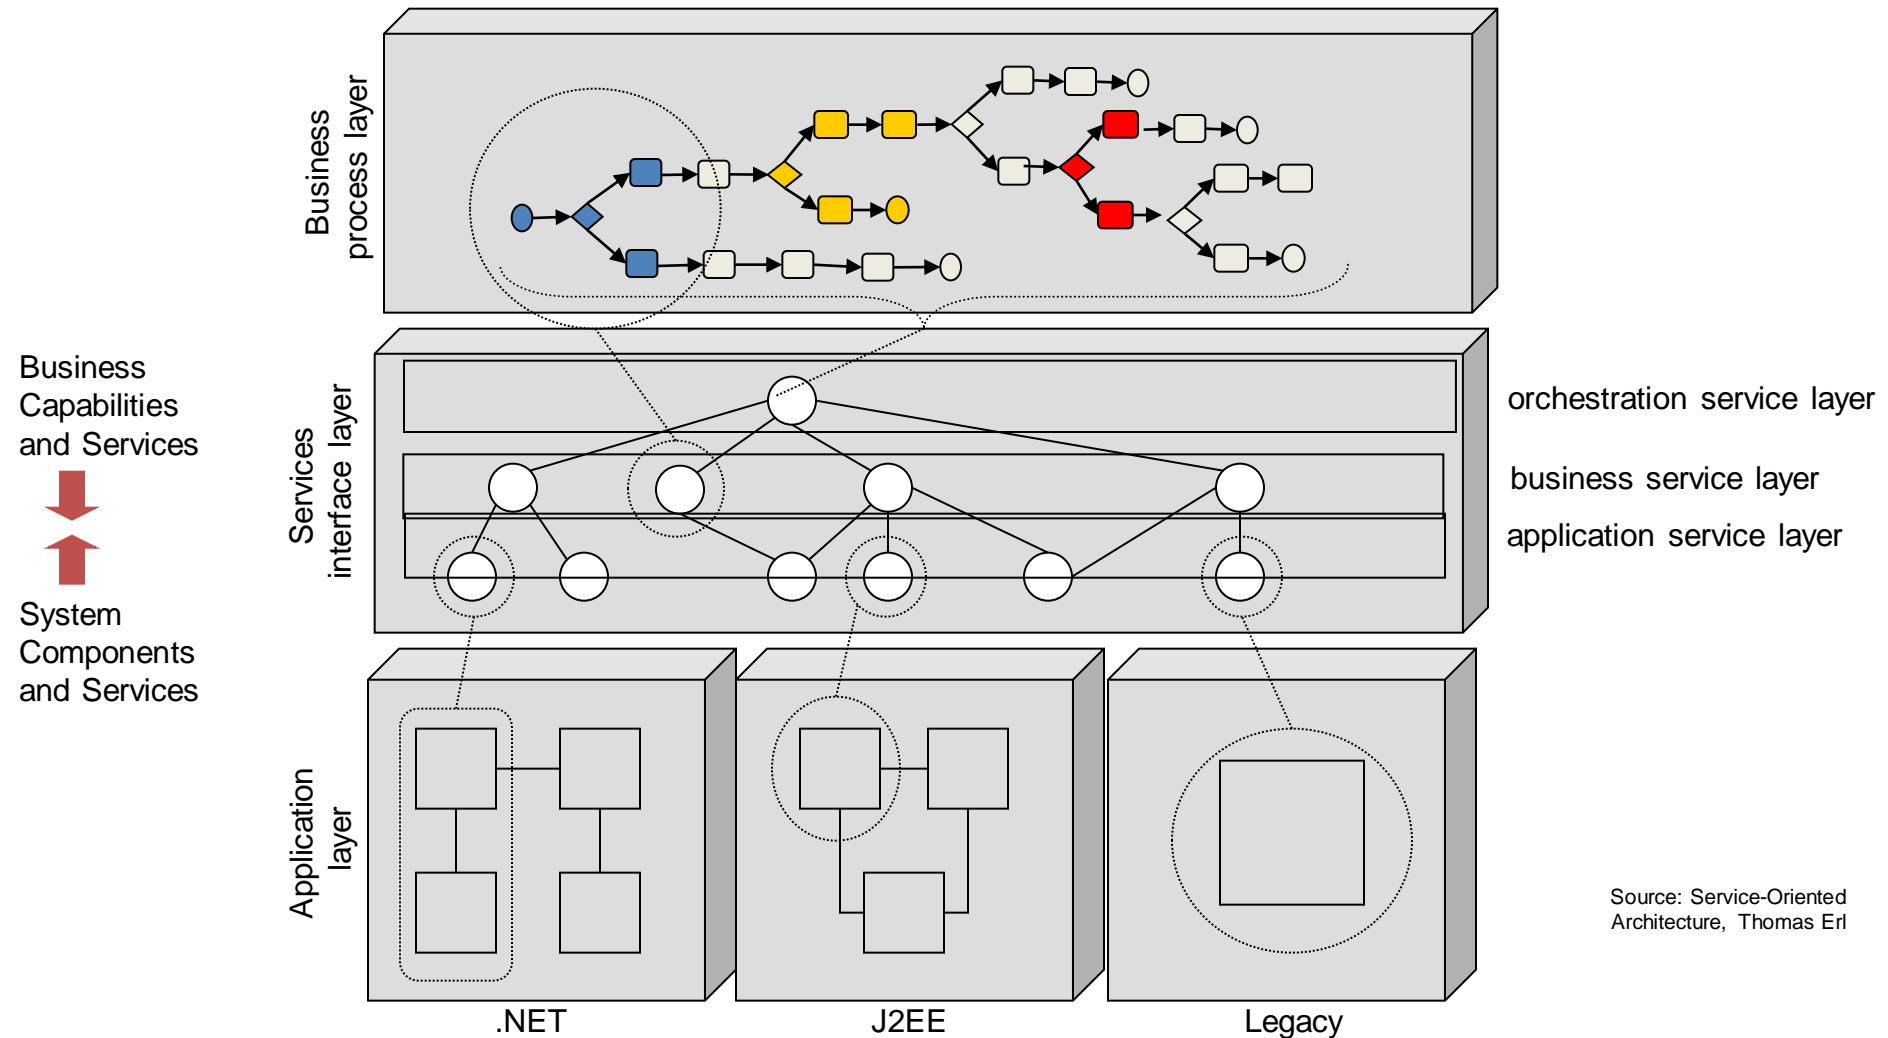 Business
process layer
Business
Capabilities
and Services
System
Components
and Services
Services
interface layer
orchestration service layer
business service layer
application service layer
Application
layer
.NET
J2EE
Legacy
Source: Service-Oriented
Architecture, Thomas Erl